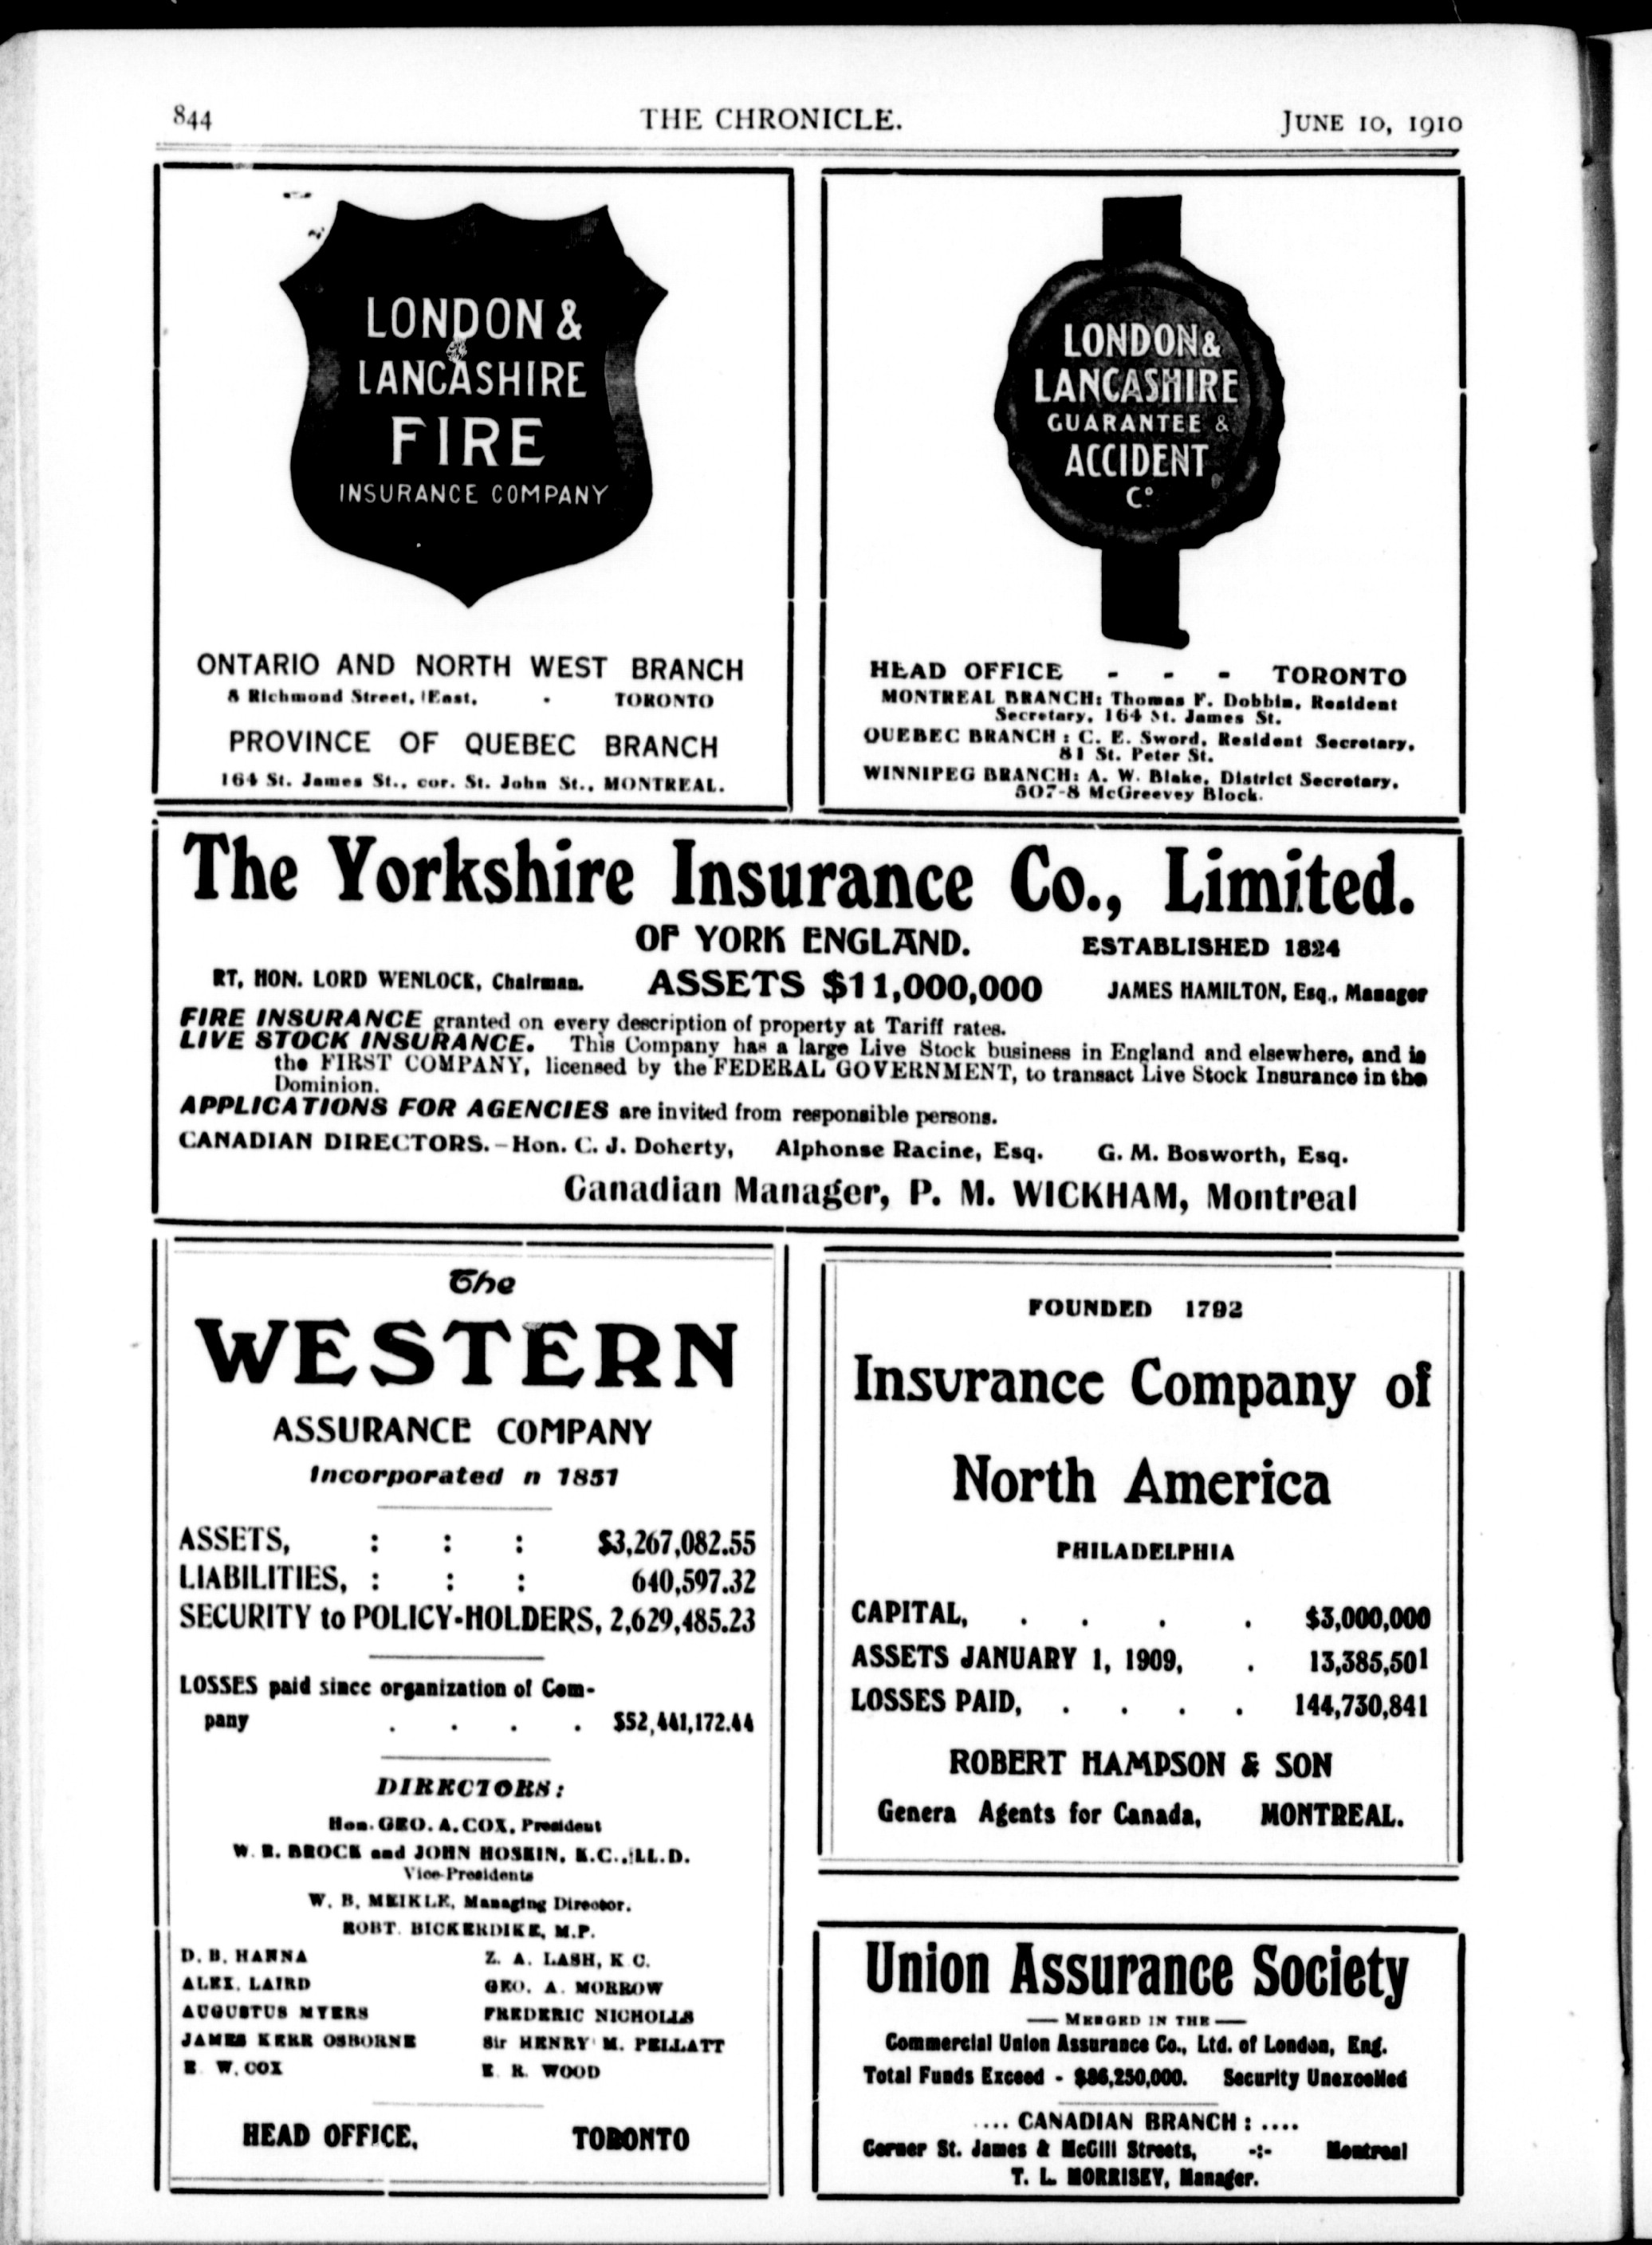 844
THE CHRONICLE.
JUNE 10, 1910
LONDON &
LANCASHIRE
FIRE
INSURANCE COMPANY
ONTARIO AND NORTH WEST BRANCH
8 Richmond Street, East, - TORONTO
PROVINCE OF QUEBEC BRANCH
164 St. James St., cor. St. John St., MONTREAL.
LONDON &
LANCASHIRE
GUARANTEE &
ACCIDENT
Co
HEAD OFFICE - - - TORONTO
MONTREAL BRANCH: Thomas F. Dobbin, Resident
Secretary, 164 St. James St.
QUEBEC BRANCH : C. E. Sword, Resident Secretary,
81 St. Peter St.
WINNIPEG BRANCH: A. W. Blake, District Secretary,
507-8 McGreevey Block.
The Yorkshire Insurance Co., Limited.
OF YORK ENGLAND. ESTABLISHED 1824
RT. HON. LORD WENLOCK, Chairman. ASSETS $11,000,000 JAMES HAMILTON, Esq., Manager
FIRE INSURANCE granted on every description of property at Tariff rates.
LIVE STOCK INSURANCE. This Company has a large Live Stock business in England and elsewhere, and is
the FIRST COMPANY, licensed by the FEDERAL GOVERNMENT, to transact Live Stock Insurance in the
Dominion.
APPLICATIONS FOR AGENCIES are invited from responsible persons.
CANADIAN DIRECTORS.-Hon. C. J. Doherty, Alphonse Racine, Esq. G. M. Bosworth, Esq.
Canadian Manager, P. M. WICKHAM, Montreal
The
WESTERN
ASSURANCE COMPANY
Incorporated n 1851
ASSETS, : : : $3,267,082.55
LIABILITIES, : : : 640,597.32
SECURITY to POLICY-HOLDERS, 2,629,485.23
LOSSES paid since organization of Com-
pany . . . . $52,441,172.44
DIRECTORS:
Hon. GEO. A. COX, President
W. R. BROCK and JOHN HOSKIN, K.C., LL.D.
Vice-Presidents
W. B. MEIKLE, Managing Director.
ROBT. BICKERDIKE, M.P.
D. B. HANNA Z. A. LASH, K.C.
ALEX. LAIRD GEO. A. MORROW
AUGUSTUS MYERS FREDERIC NICHOLLS
JAMES KERR OSBORNE Sir HENRY M. PELLATT
E. W. COX E. R. WOOD
HEAD OFFICE, TORONTO
FOUNDED 1792
Insurance Company of
North America
PHILADELPHIA
CAPITAL, . . . . $3,000,000
ASSETS JANUARY 1, 1909, . 13,385,501
LOSSES PAID, . . . . 144,730,841
ROBERT HAMPSON & SON
Genera Agents for Canada, MONTREAL.
Union Assurance Society
— MERGED IN THE —
Commercial Union Assurance Co., Ltd. of London, Eng.
Total Funds Exceed - $86,250,000. Security Unexcelled
.... CANADIAN BRANCH : ....
Corner St. James & McGill Streets, -:- Montreal
T. L. MORRISEY, Manager.